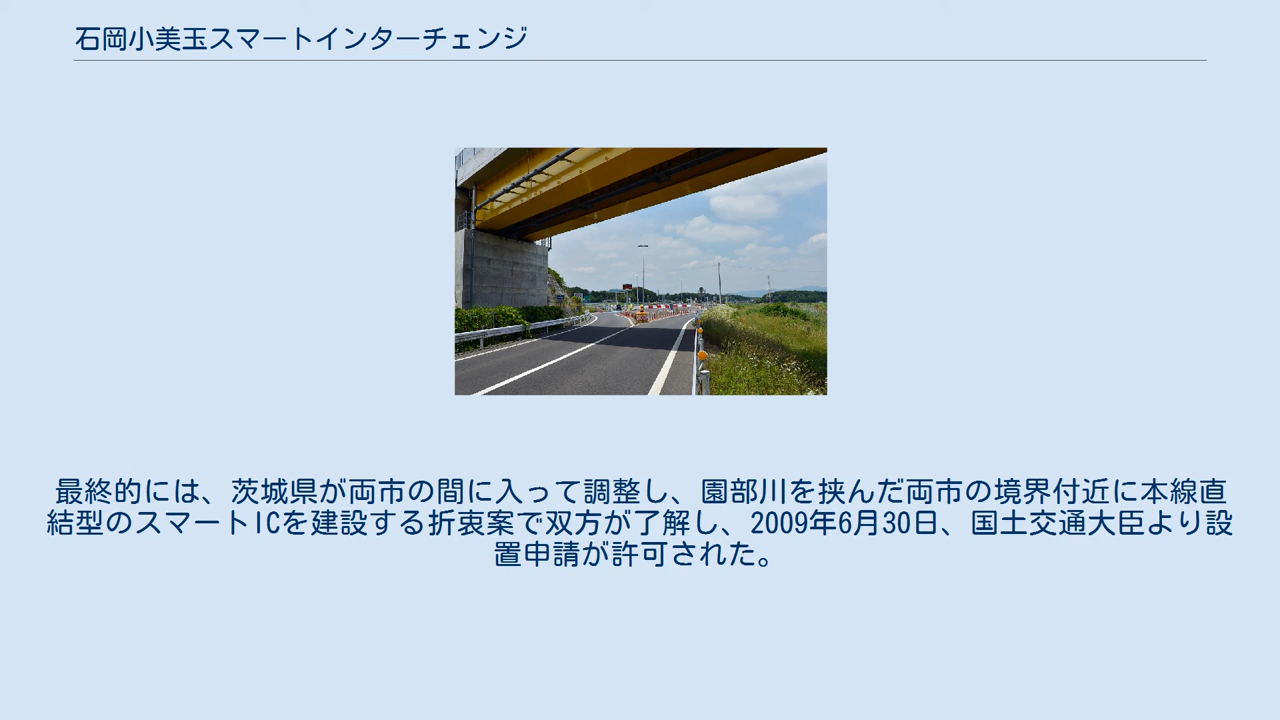 石岡小美玉スマートインターチェンジ
最終的には、茨城県が両市の間に入って調整し、園部川を挟んだ両市の境界付近に本線直
結型のスマートICを建設する折衷案で双方が了解し、2009年6月30日、国土交通大臣より設
置申請が許可された。